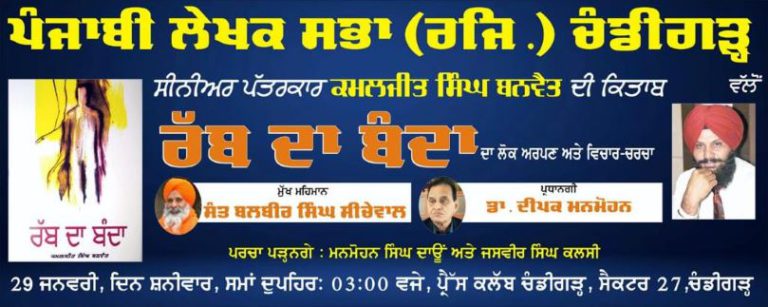 ਪੰਜਾਬੀ ਲੇਖਕ ਸਭਾ (ਰਜਿ.) ਚੰਡੀਗੜ੍ਹ
ਸੀਨੀਅਰ ਪੱਤਰਕਾਰ ਕਮਲਜੀਤ ਸਿੰਘ ਬਨਵੈਤ ਦੀ ਕਿਤਾਬ
ਵੱਲੋਂ
ਰੱਬ ਦਾ ਬੰਦਾ
ਦਾ ਲੋਕ ਅਰਪਣ ਅਤੇ ਵਿਚਾਰ-ਚਰਚਾ
ਮੁੱਖ ਮਹਿਮਾਨ
ਸੰਤ ਬਲਬੀਰ ਸਿੰਘ ਸੀਚੇਵਾਲ
ਪ੍ਰਧਾਨਗੀ
ਡਾ. ਦੀਪਕ ਮਨਮੋਹਨ
ਰੱਬ ਦਾ ਬੰਦਾ
ਕਮਲਜੀਤ ਸਿੰਘ ਬਨਵੈਤ
ਪਰਚਾ ਪੜ੍ਹਨਗੇ : ਮਨਮੋਹਨ ਸਿੰਘ ਦਾਊਂ ਅਤੇ ਜਸਵੀਰ ਸਿੰਘ ਕਲਸੀ
29 ਜਨਵਰੀ, ਦਿਨ ਸ਼ਨੀਵਾਰ, ਸਮਾਂ ਦੁਪਹਿਰ: 03:00 ਵਜੇ, ਪ੍ਰੈੱਸ ਕਲੱਬ ਚੰਡੀਗੜ੍ਹ, ਸੈਕਟਰ 27,ਚੰਡੀਗੜ੍ਹ